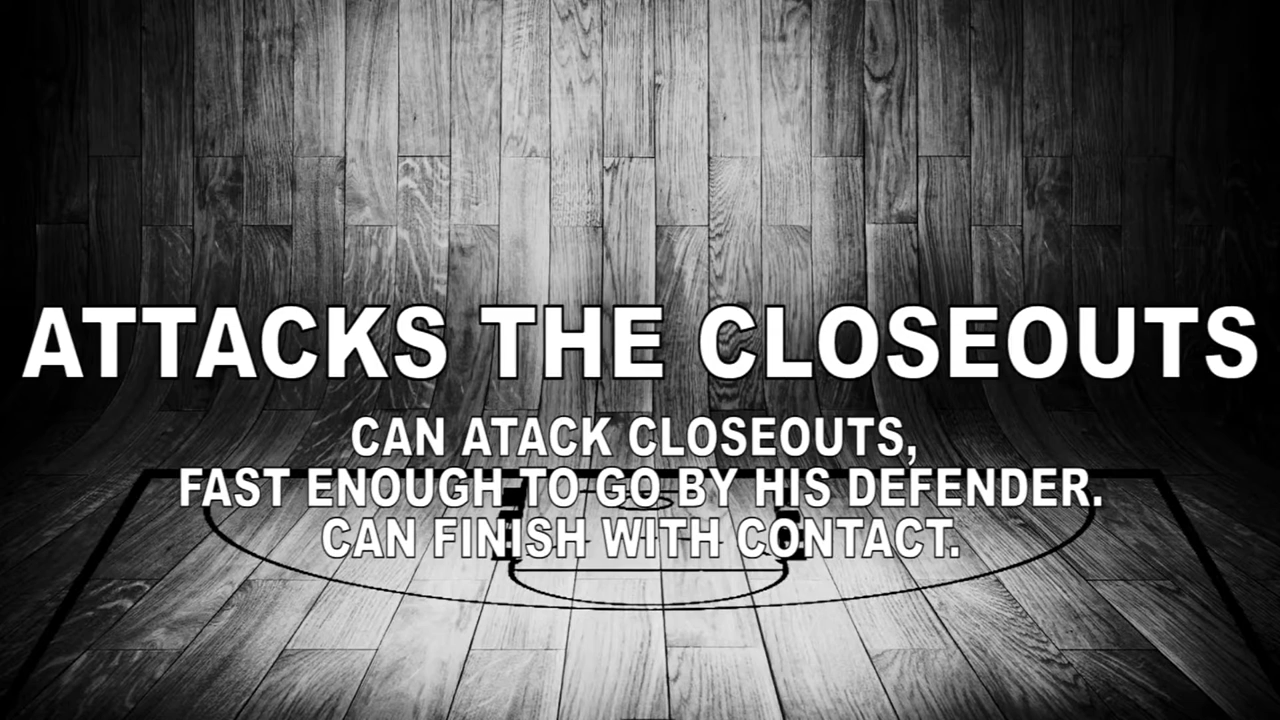 ATTACKS THE CLOSEOUTS
CAN ATACK CLOSEOUTS,
FAST ENOUGH TO GO BY HIS DEFENDER.
CAN FINISH WITH CONTACT.